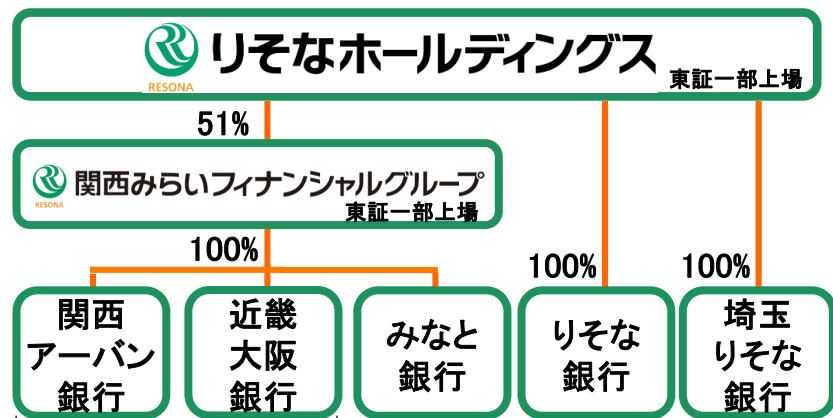 りそなホールディングス
RESONA
東証一部上場
51%
関西みらいフィナンシャルグループ
RESONA
東証一部上場
100%
100%
100%
関西
アーバン
銀行
近畿
大阪
銀行
みなと
銀行
りそな
銀行
埼玉
りそな
銀行